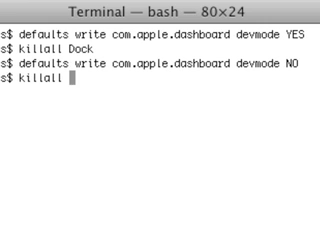 Terminal — bash — 80×24
s$ defaults write com.apple.dashboard devmode YES
s$ killall Dock
s$ defaults write com.apple.dashboard devmode NO
s$ killall